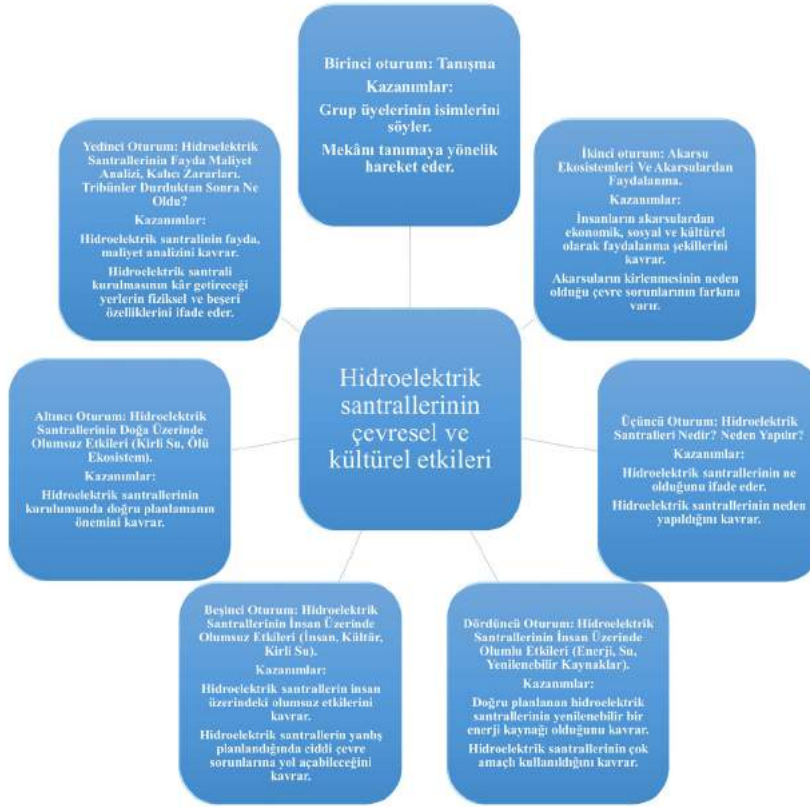 Birinci oturum: Tanışma
Kazanımlar:
Grup üyelerinin isimlerini
söyler.
Mekânı tanımaya yönelik
hareket eder.
İkinci oturum: Akarsu
Ekosistemleri Ve Akarsulardan
Faydalanma.
Kazanımlar:
İnsanların akarsulardan
ekonomik, sosyal ve kültürel
olarak faydalanma şekillerini
kavrar.
Akarsuların kirlenmesinin neden
olduğu çevre sorunlarının farkına
varır.
Üçüncü Oturum: Hidroelektrik
Santralleri Nedir? Neden Yapılır?
Kazanımlar:
Hidroelektrik santrallerinin ne
olduğunu ifade eder.
Hidroelektrik santrallerinin neden
yapıldığını kavrar.
Dördüncü Oturum: Hidroelektrik
Santrallerinin İnsan Üzerinde
Olumlu Etkileri (Enerji, Su,
Yenilenebilir Kaynaklar).
Kazanımlar:
Doğru planlanan hidroelektrik
santrallerinin yenilenebilir bir
enerji kaynağı olduğunu kavrar.
Hidroelektrik santrallerinin çok
amaçlı kullanıldığını kavrar.
Beşinci Oturum: Hidroelektrik
Santrallerinin İnsan Üzerinde
Olumsuz Etkileri (İnsan, Kültür,
Kirli Su).
Kazanımlar:
Hidroelektrik santrallerin insan
üzerindeki olumsuz etkilerini
kavrar.
Hidroelektrik santrallerin yanlış
planlandığında ciddi çevre
sorunlarına yol açabileceğini
kavrar.
Altıncı Oturum: Hidroelektrik
Santrallerinin Doğa Üzerinde
Olumsuz Etkileri (Kirli Su, Ölü
Ekosistem).
Kazanımlar:
Hidroelektrik santrallerinin
kurulumunda doğru planlamanın
önemini kavrar.
Yedinci Oturum: Hidroelektrik
Santrallerinin Fayda Maliyet
Analizi, Kalıcı Zararları.
Tribünler Durduktan Sonra Ne
Oldu?
Kazanımlar:
Hidroelektrik santralinin fayda,
maliyet analizini kavrar.
Hidroelektrik santrali
kurulmasının kâr getireceği
yerlerin fiziksel ve beşeri
özelliklerini ifade eder.
Hidroelektrik
santrallerinin
çevresel ve
kültürel etkileri